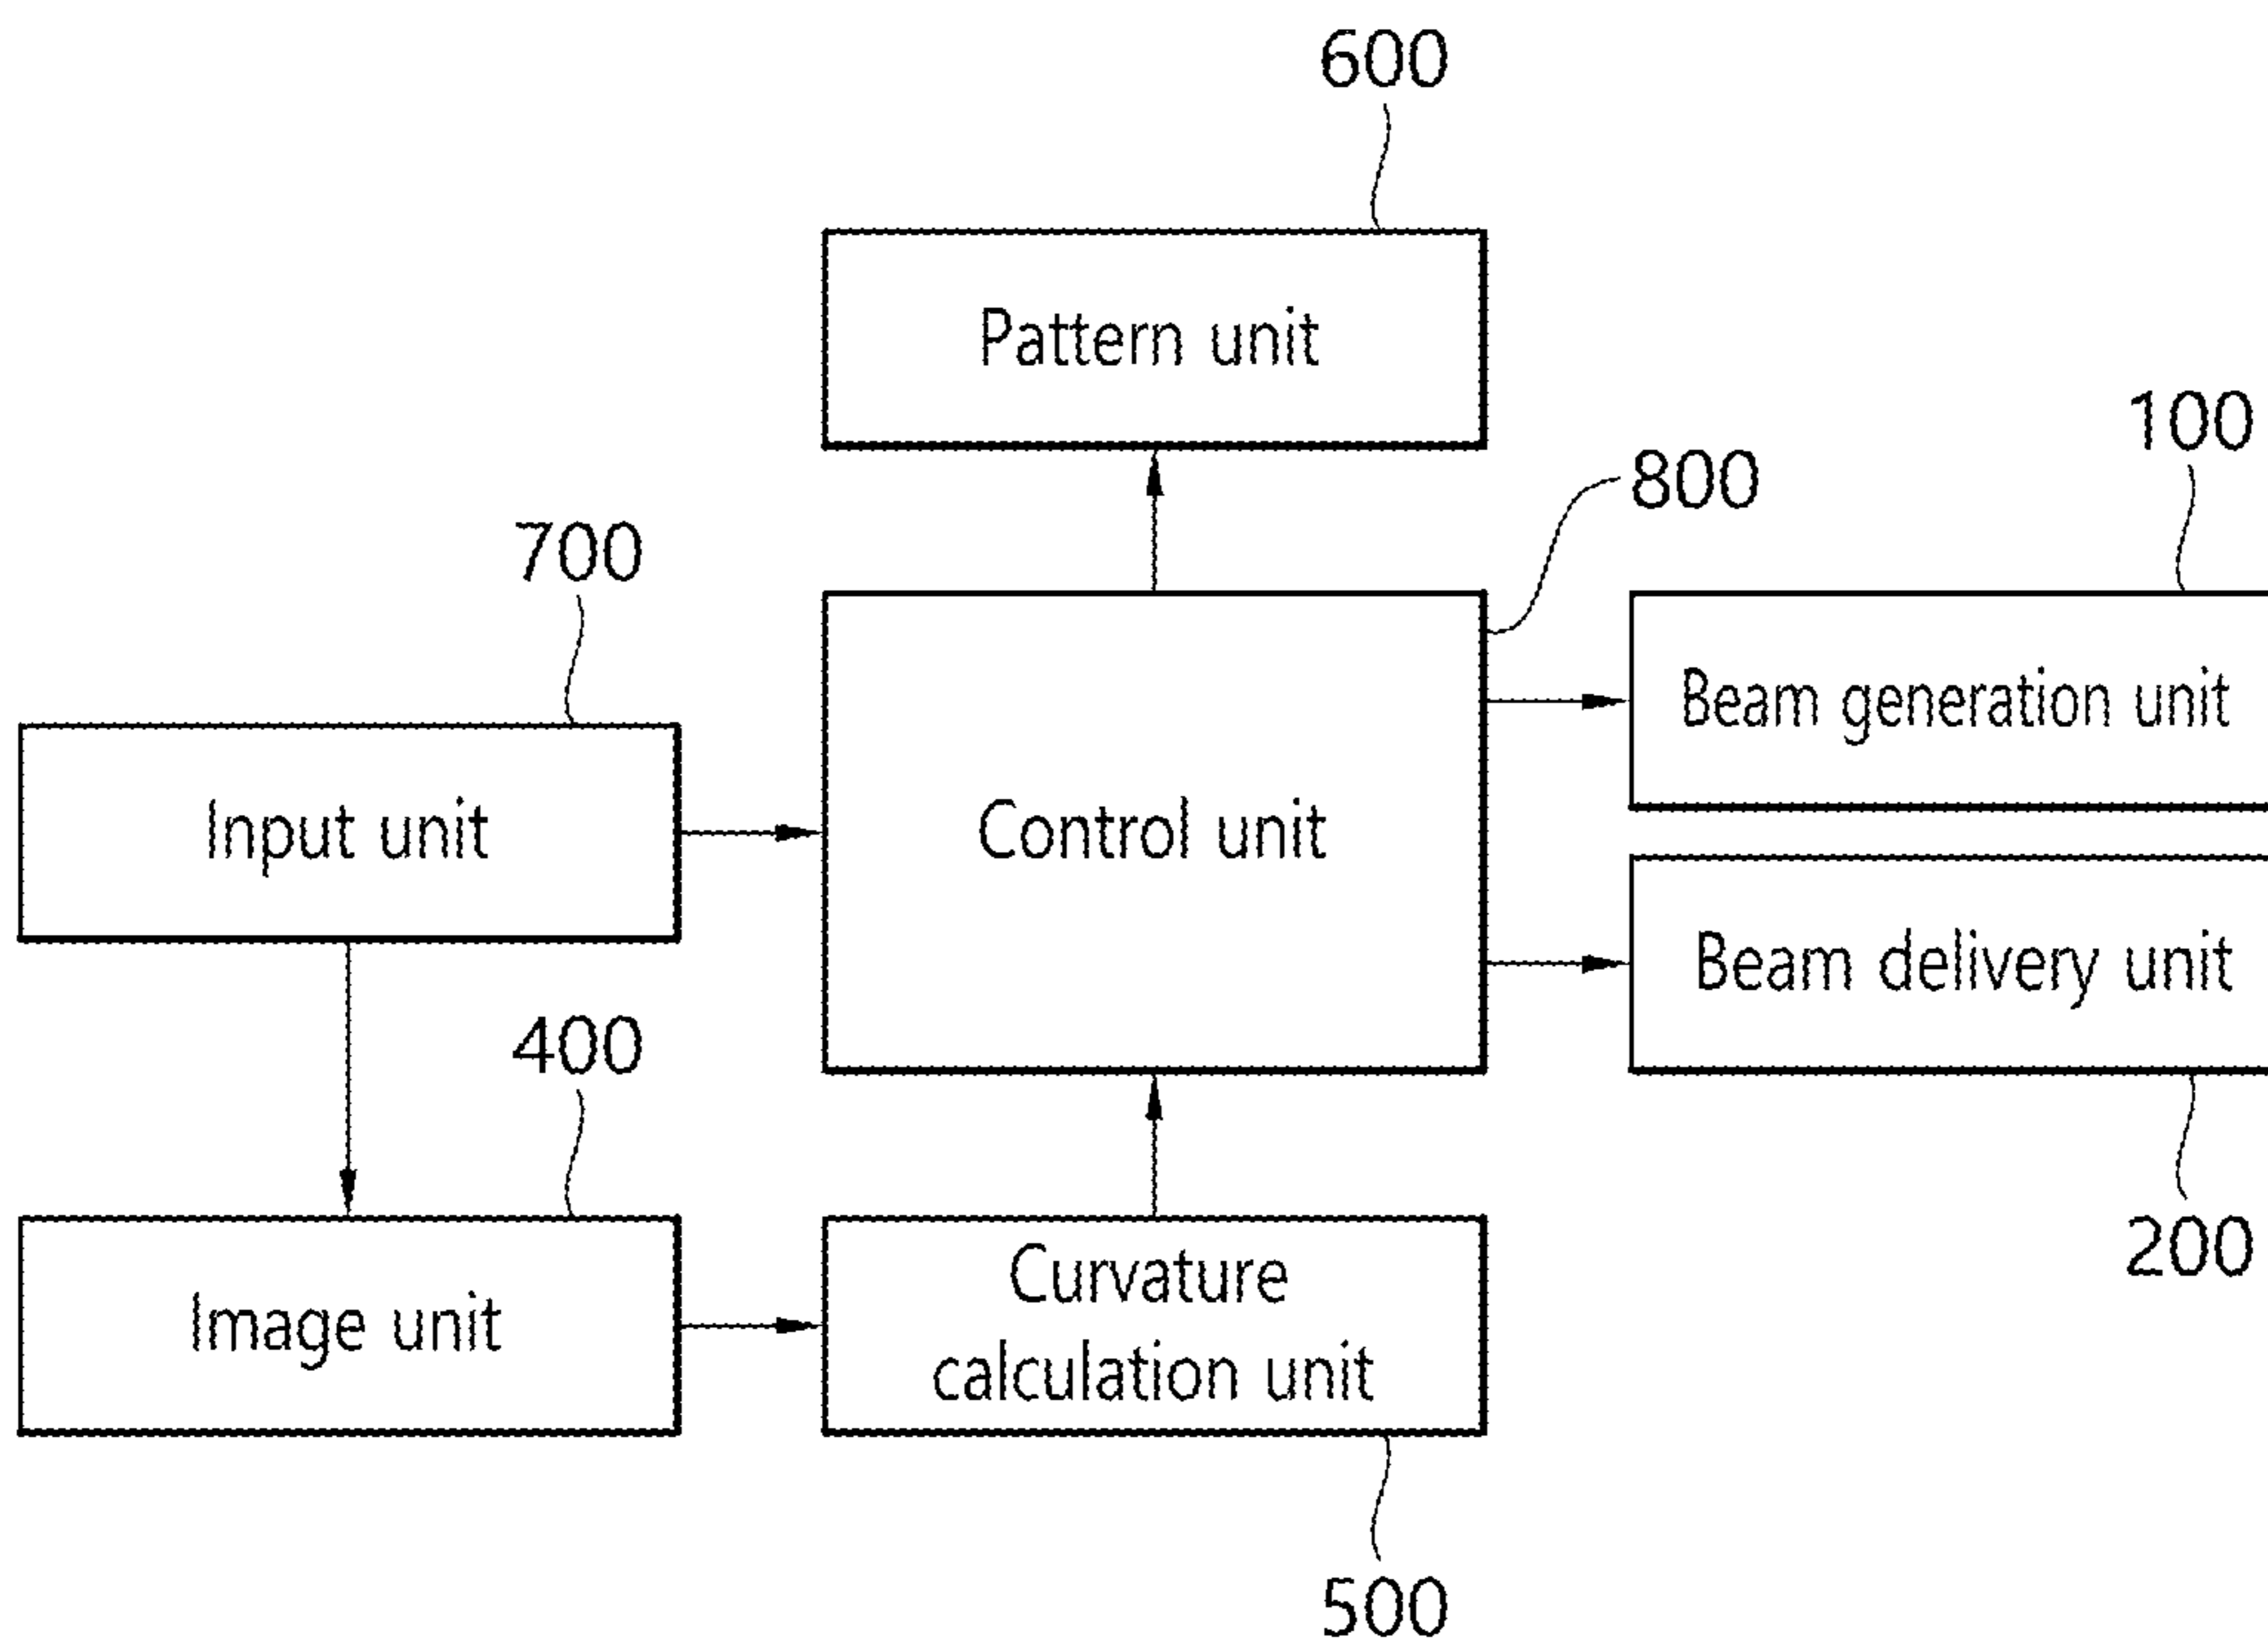 600
Pattern unit
100
800
700
Beam generation unit
Input unit
Control unit
Beam delivery unit
400
200
Image unit
Curvature
calculation unit
500